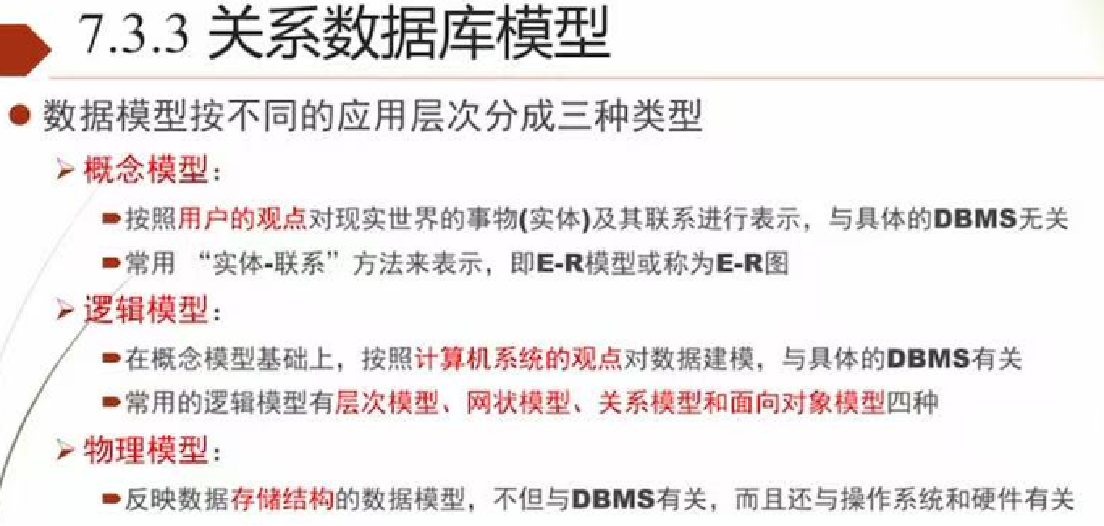 7.3.3 关系数据库模型
数据模型按不同的应用层次分成三种类型
概念模型：
按照用户的观点对现实世界的事物(实体)及其联系进行表示，与具体的DBMS无关
常用 “实体-联系”方法来表示，即E-R模型或称为E-R图
逻辑模型：
在概念模型基础上，按照计算机系统的观点对数据建模，与具体的DBMS有关
常用的逻辑模型有层次模型、网状模型、关系模型和面向对象模型四种
物理模型：
反映数据存储结构的数据模型，不但与DBMS有关，而且还与操作系统和硬件有关